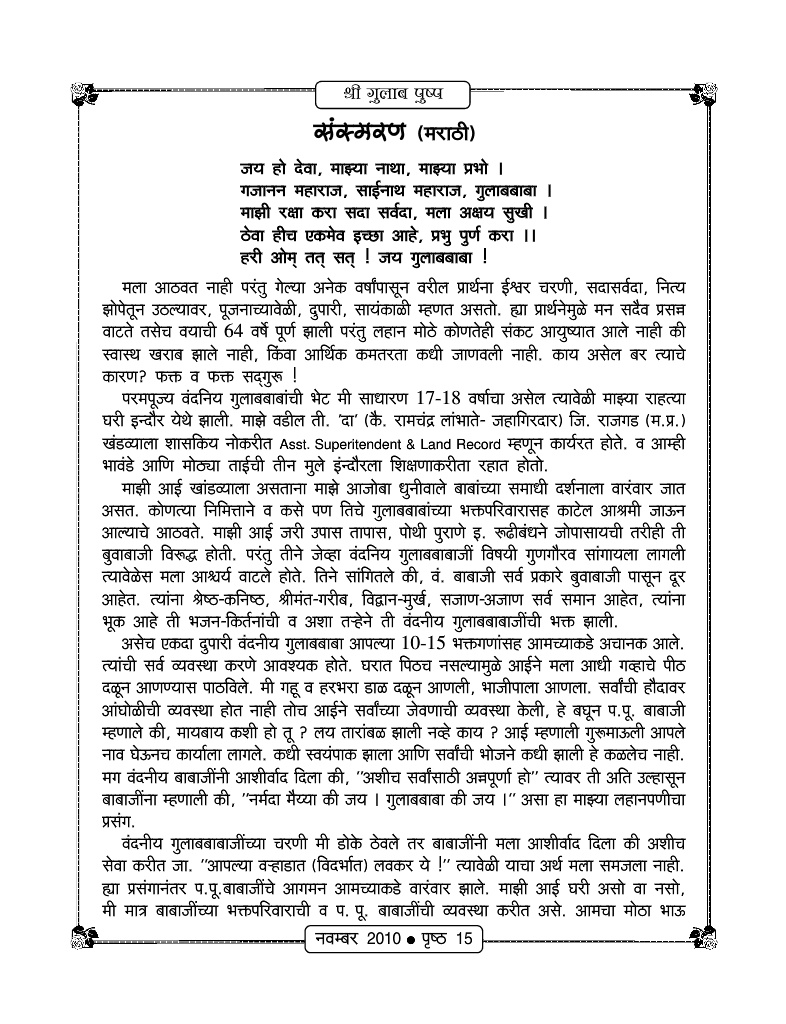 श्री गुलाब पुष्प
संस्मरण (मराठी)
जय हो देवा, माझ्या नाथा, माझ्या प्रभो ।
गजानन महाराज, साईनाथ महाराज, गुलाबबाबा ।
माझी रक्षा करा सदा सर्वदा, मला अक्षय सुखी ।
ठेवा हीच एकमेव इच्छा आहे, प्रभु पुर्ण करा ।।
हरी ओम् तत् सत् ! जय गुलाबबाबा !
मला आठवत नाही परंतु गेल्या अनेक वर्षांपासून वरील प्रार्थना ईश्वर चरणी, सदासर्वदा, नित्य
झोपेतून उठल्यावर, पूजनाच्यावेळी, दुपारी, सायंकाळी म्हणत असतो. ह्या प्रार्थनेमुळे मन सदैव प्रसन्न
वाटते तसेच वयाची 64 वर्षे पूर्ण झाली परंतु लहान मोठे कोणतेही संकट आयुष्यात आले नाही की
स्वास्थ खराब झाले नाही, किंवा आर्थिक कमतरता कधी जाणवली नाही. काय असेल बर त्याचे
कारण? फक्त व फक्त सद्‌गुरू !
परमपूज्य वंदनिय गुलाबबाबांची भेट मी साधारण 17-18 वर्षाचा असेल त्यावेळी माझ्या राहत्या
घरी इन्दौर येथे झाली. माझे वडील ती. 'दा' (कै. रामचंद्र लांभाते- जहागिरदार) जि. राजगड (म.प्र.)
खंडव्याला शासकिय नोकरीत Asst. Superitendent & Land Record म्हणून कार्यरत होते. व आम्ही
भावंडे आणि मोठ्या ताईची तीन मुले इंन्दौरला शिक्षणाकरीता रहात होतो.
माझी आई खांडव्याला असताना माझे आजोबा धुनीवाले बाबांच्या समाधी दर्शनाला वारंवार जात
असत. कोणत्या निमित्ताने व कसे पण तिचे गुलाबबाबांच्या भक्तपरिवारासह काटेल आश्रमी जाऊन
आल्याचे आठवते. माझी आई जरी उपास तापास, पोथी पुराणे इ. रूढीबंधने जोपासायची तरीही ती
बुवाबाजी विरूद्ध होती. परंतु तीने जेव्हा वंदनिय गुलाबबाबाजीं विषयी गुणगौरव सांगायला लागली
त्यावेळेस मला आश्चर्य वाटले होते. तिने सांगितले की, वं. बाबाजी सर्व प्रकारे बुवाबाजी पासून दूर
आहेत. त्यांना श्रेष्ठ-कनिष्ठ, श्रीमंत-गरीब, विद्वान-मुर्ख, सजाण-अजाण सर्व समान आहेत, त्यांना
भूक आहे ती भजन-किर्तनांची व अशा तऱ्हेने ती वंदनीय गुलाबबाबाजींची भक्त झाली.
असेच एकदा दुपारी वंदनीय गुलाबबाबा आपल्या 10-15 भक्तगणांसह आमच्याकडे अचानक आले.
त्यांची सर्व व्यवस्था करणे आवश्यक होते. घरात पिठच नसल्यामुळे आईने मला आधी गव्हाचे पीठ
दळून आणण्यास पाठविले. मी गहू व हरभरा डाळ दळून आणली, भाजीपाला आणला. सर्वांची हौदावर
आंघोळीची व्यवस्था होत नाही तोच आईने सर्वांच्या जेवणाची व्यवस्था केली, हे बघून प.पू. बाबाजी
म्हणाले की, मायबाय कशी हो तू ? लय तारांबळ झाली नव्हे काय ? आई म्हणाली गुरूमाऊली आपले
नाव घेऊनच कार्याला लागले. कधी स्वयंपाक झाला आणि सर्वांची भोजने कधी झाली हे कळलेच नाही.
मग वंदनीय बाबाजींनी आशीर्वाद दिला की, "अशीच सर्वांसाठी अन्नपूर्णा हो" त्यावर ती अति उल्हासून
बाबाजींना म्हणाली की, "नर्मदा मैय्या की जय । गुलाबबाबा की जय ।" असा हा माझ्या लहानपणीचा
प्रसंग.
वंदनीय गुलाबबाबाजींच्या चरणी मी डोके ठेवले तर बाबाजींनी मला आशीर्वाद दिला की अशीच
सेवा करीत जा. "आपल्या वऱ्हाडात (विदर्भात) लवकर ये !" त्यावेळी याचा अर्थ मला समजला नाही.
ह्या प्रसंगानंतर प.पू.बाबाजींचे आगमन आमच्याकडे वारंवार झाले. माझी आई घरी असो वा नसो,
मी मात्र बाबाजींच्या भक्तपरिवाराची व प. पू. बाबाजींची व्यवस्था करीत असे. आमचा मोठा भाऊ
नवम्बर 2010 ● पृष्ठ 15